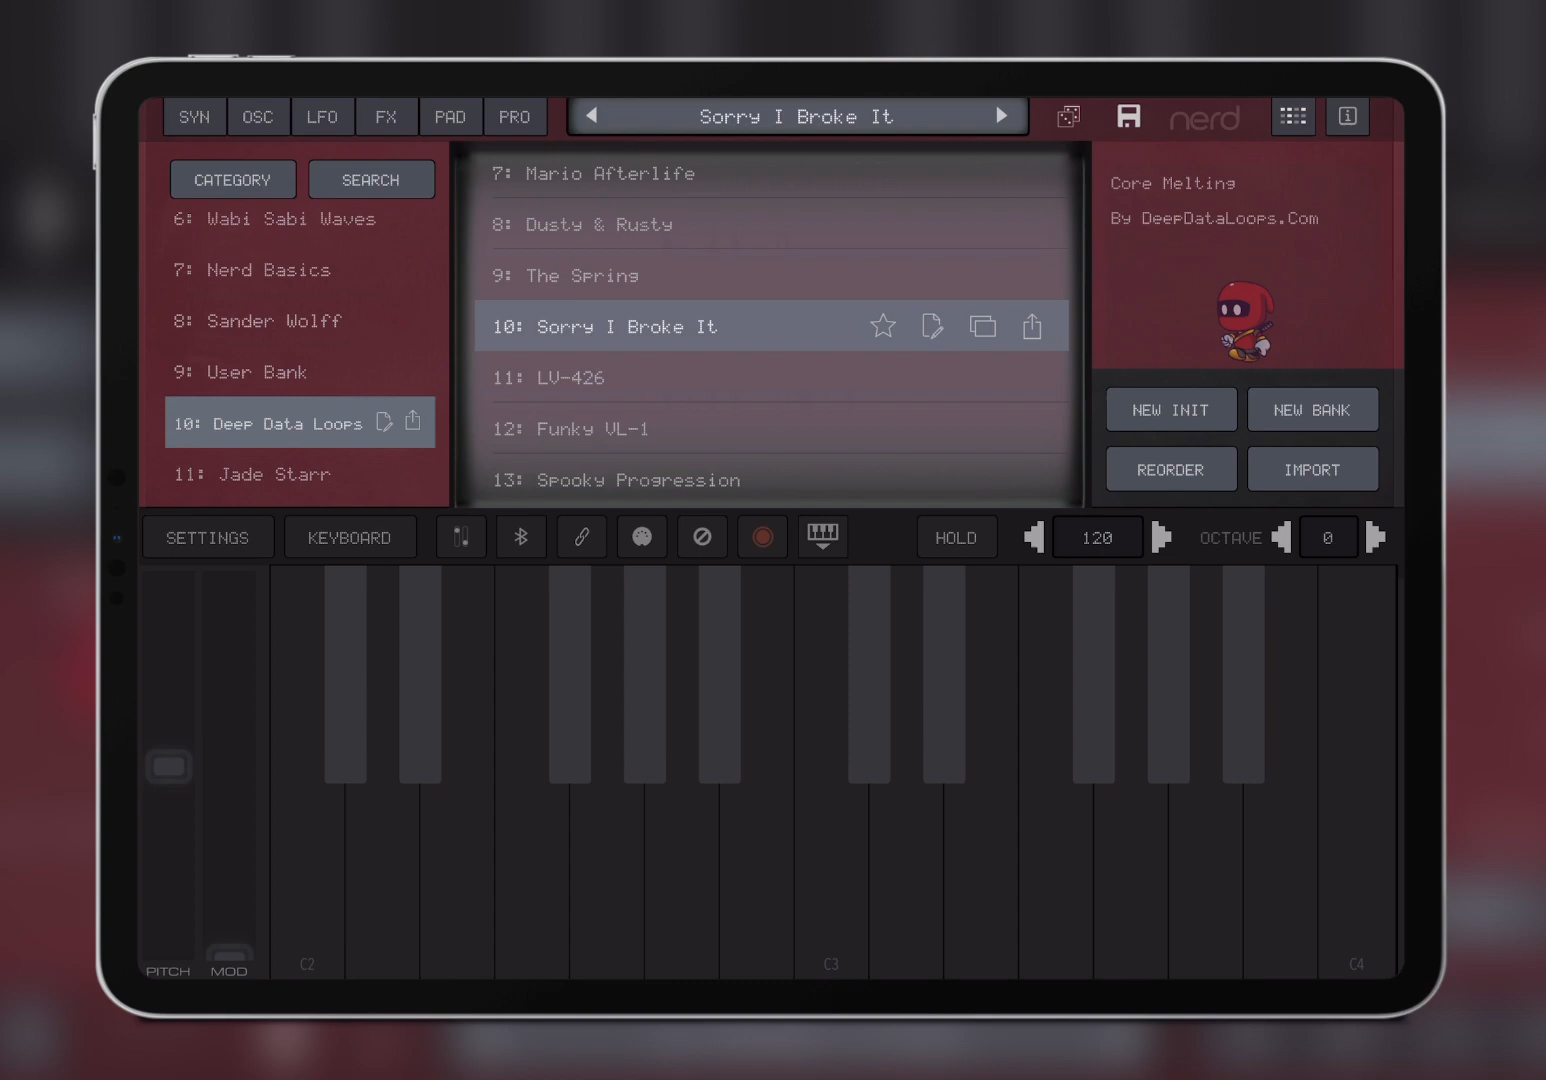 SYN OSC LFO FX PAD PRO
Sorry I Broke It
nerd
CATEGORY SEARCH
6: Wabi Sabi Waves
7: Nerd Basics
8: Sander Wolff
9: User Bank
10: Deep Data Loops
11: Jade Starr
7: Mario Afterlife
8: Dusty & Rusty
9: The Spring
10: Sorry I Broke It
11: LV-426
12: Funky VL-1
13: Spooky Progression
Core Melting
By DeepDataLoops.Com
NEW INIT NEW BANK
REORDER IMPORT
SETTINGS KEYBOARD HOLD 120 OCTAVE 0
C2 C3 C4
PITCH MOD